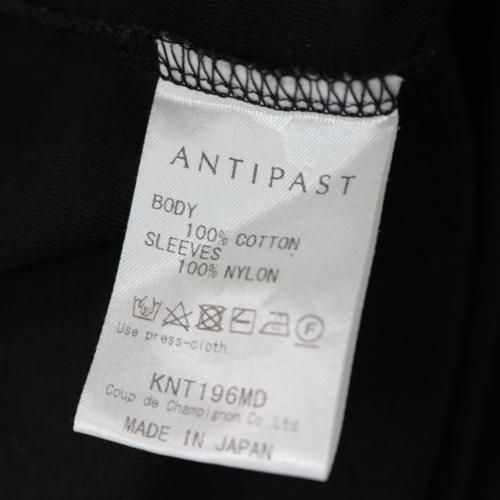 ANTIPAST
BODY
100% COTTON
SLEEVES
100% NYLON
F
Use press-cloth
KNT196MD
Coup de Champignon Co.,Ltd.
MADE IN JAPAN